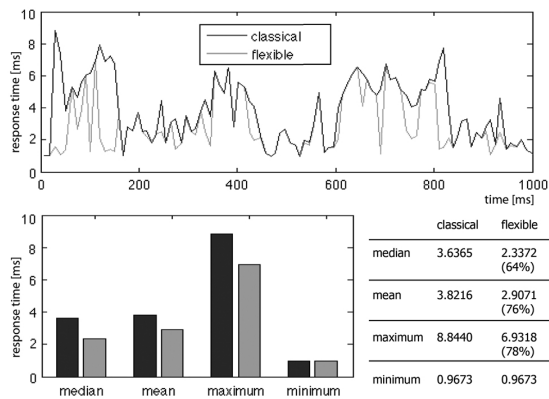 10
8
6
4
2
0
response time [ms]
classical
flexible
0 200 400 600 800 1000
time [ms]
10
8
6
4
2
0
response time [ms]
median mean maximum minimum
classical flexible
median 3.6365 2.3372
(64%)
mean 3.8216 2.9071
(76%)
maximum 8.8440 6.9318
(78%)
minimum 0.9673 0.9673